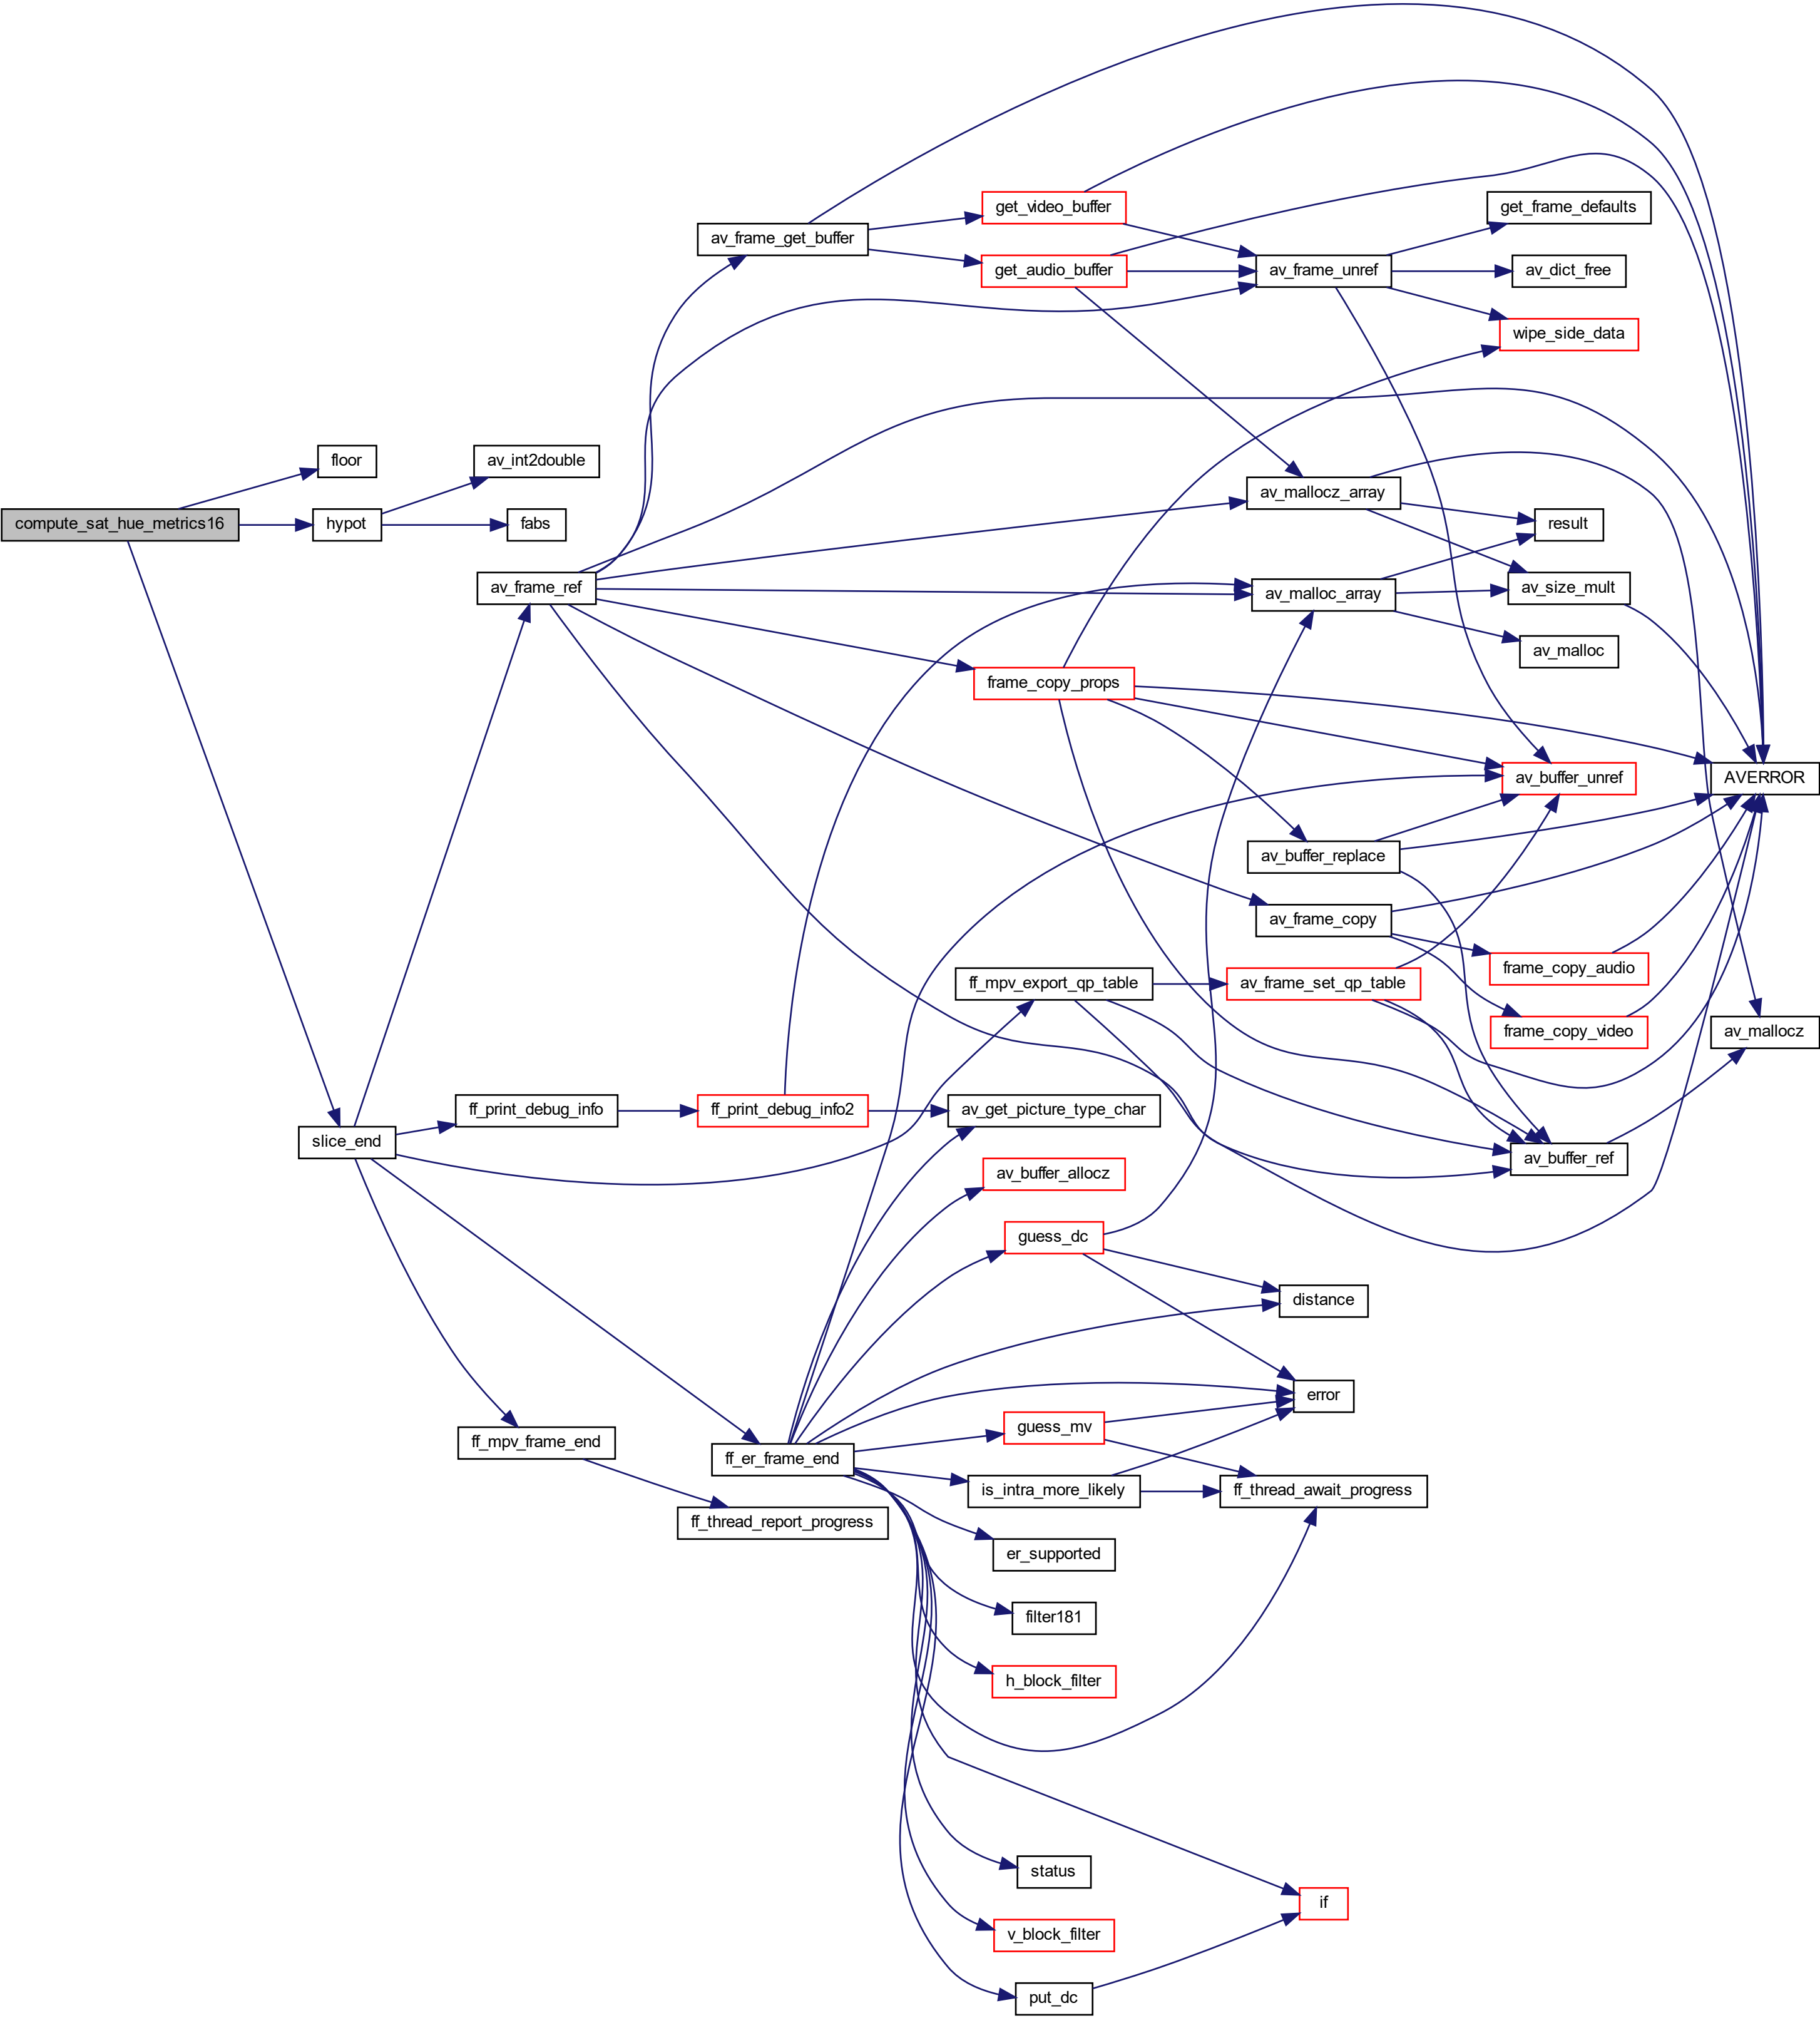 get_video_buffer
get_frame_defaults
av_frame_get_buffer
get_audio_buffer
av_frame_unref
av_dict_free
wipe_side_data
floor
av_int2double
av_mallocz_array
compute_sat_hue_metrics16
hypot
fabs
result
av_frame_ref
av_malloc_array
av_size_mult
av_malloc
frame_copy_props
av_buffer_unref
AVERROR
av_buffer_replace
av_frame_copy
frame_copy_audio
ff_mpv_export_qp_table
av_frame_set_qp_table
frame_copy_video
av_mallocz
ff_print_debug_info
ff_print_debug_info2
av_get_picture_type_char
slice_end
av_buffer_ref
av_buffer_allocz
guess_dc
distance
error
guess_mv
ff_mpv_frame_end
ff_er_frame_end
is_intra_more_likely
ff_thread_await_progress
ff_thread_report_progress
er_supported
filter181
h_block_filter
status
if
v_block_filter
put_dc